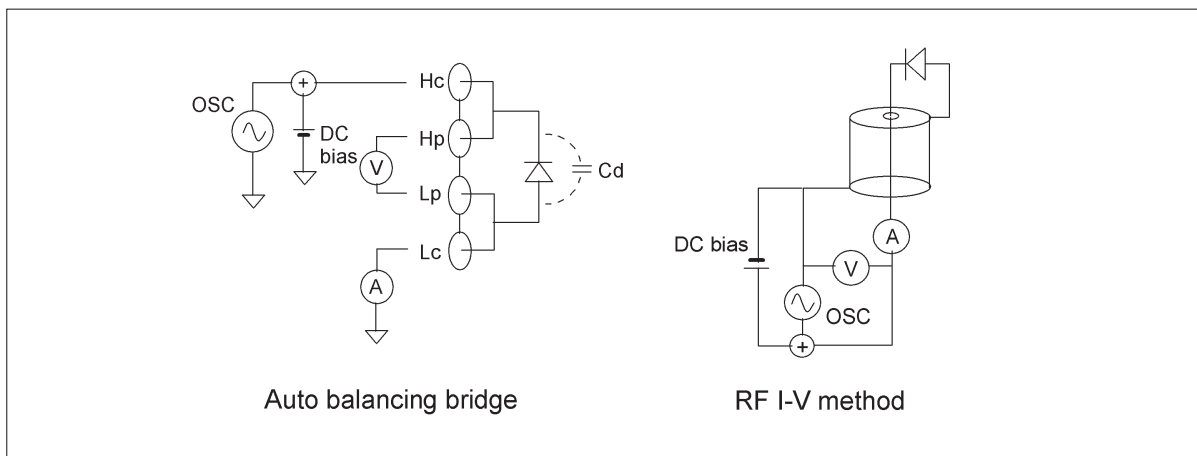 OSC
+
DC
bias
V
A
Hc
Hp
Lp
Lc
Cd
Auto balancing bridge
DC bias
A
V
OSC
+
RF I-V method